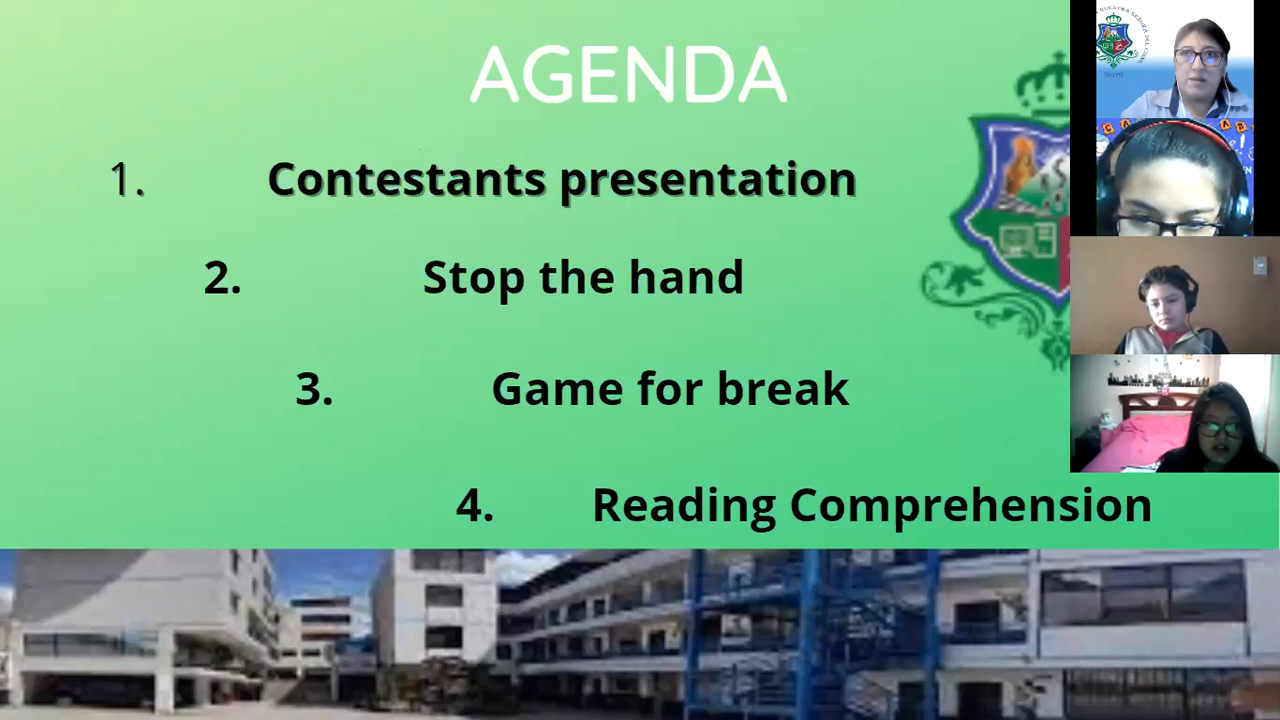 AGENDA
1. Contestants presentation
2. Stop the hand
3. Game for break
4. Reading Comprehension